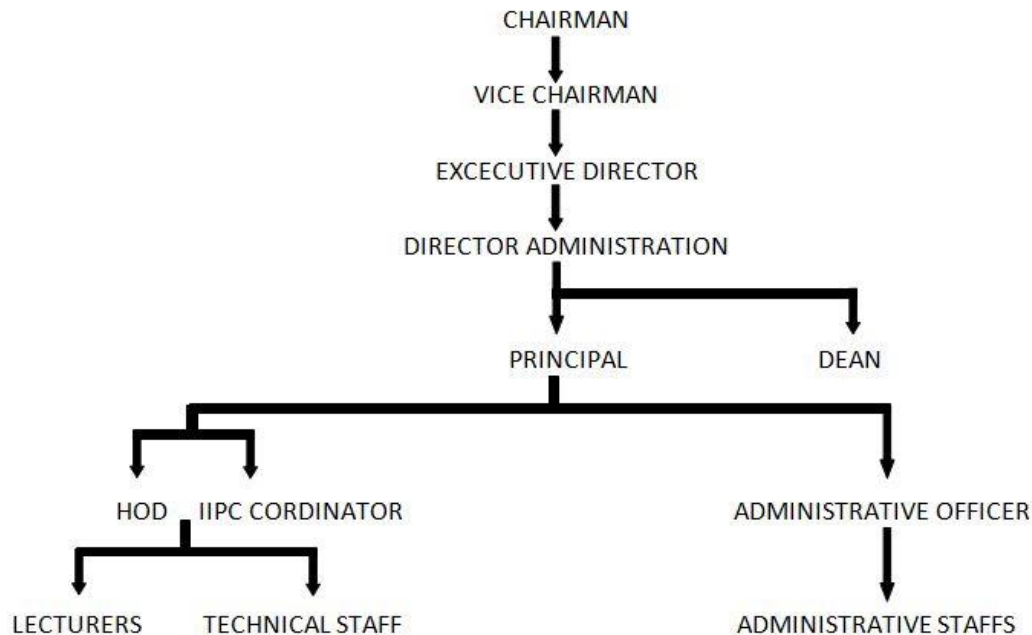 CHAIRMAN
VICE CHAIRMAN
EXCECUTIVE DIRECTOR
DIRECTOR ADMINISTRATION
PRINCIPAL DEAN
HOD IIPC CORDINATOR ADMINISTRATIVE OFFICER
LECTURERS TECHNICAL STAFF ADMINISTRATIVE STAFFS